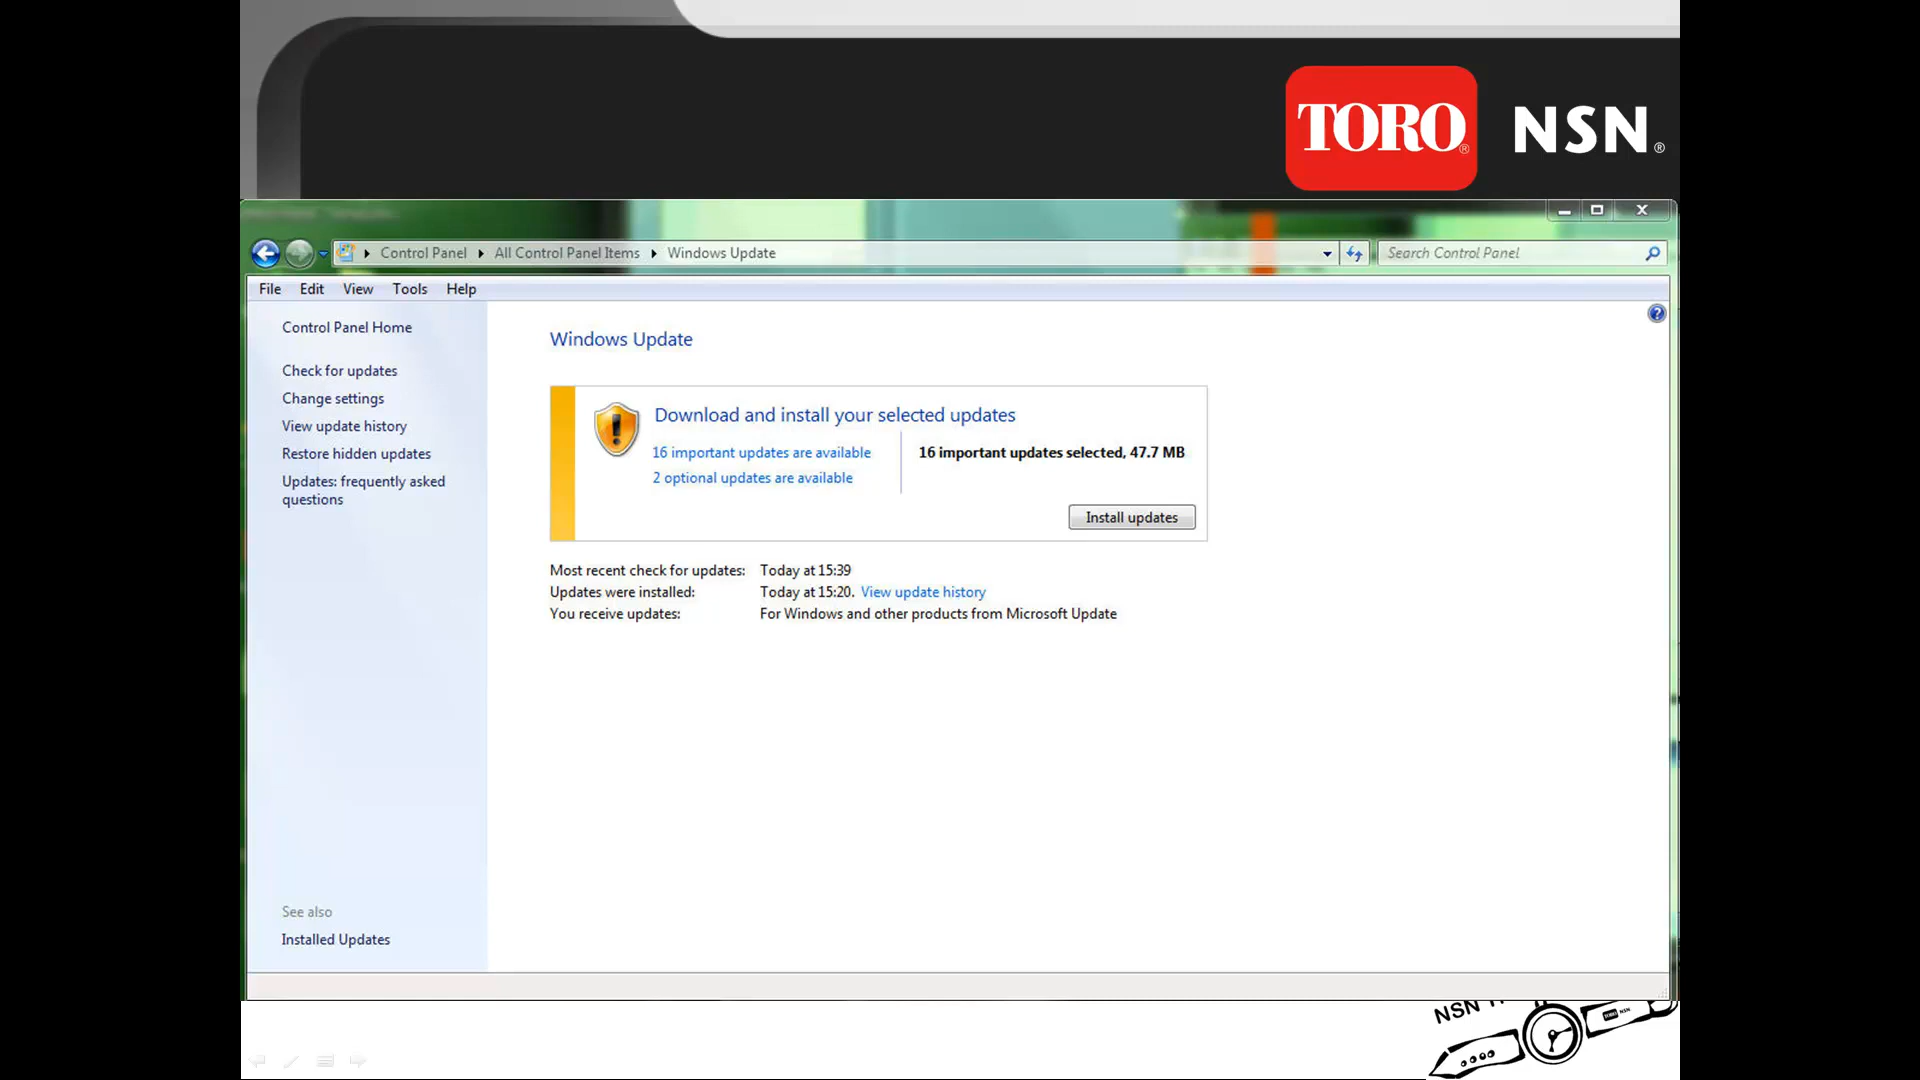 TORO® NSN®
Control Panel All Control Panel Items Windows Update
Search Control Panel
File Edit View Tools Help
Control Panel Home
Check for updates
Change settings
View update history
Restore hidden updates
Updates: frequently asked
questions
See also
Installed Updates
Windows Update
Download and install your selected updates
16 important updates are available
2 optional updates are available
16 important updates selected, 47.7 MB
Install updates
Most recent check for updates: Today at 15:39
Updates were installed: Today at 15:20. View update history
You receive updates: For Windows and other products from Microsoft Update
NSN
TORO NSN